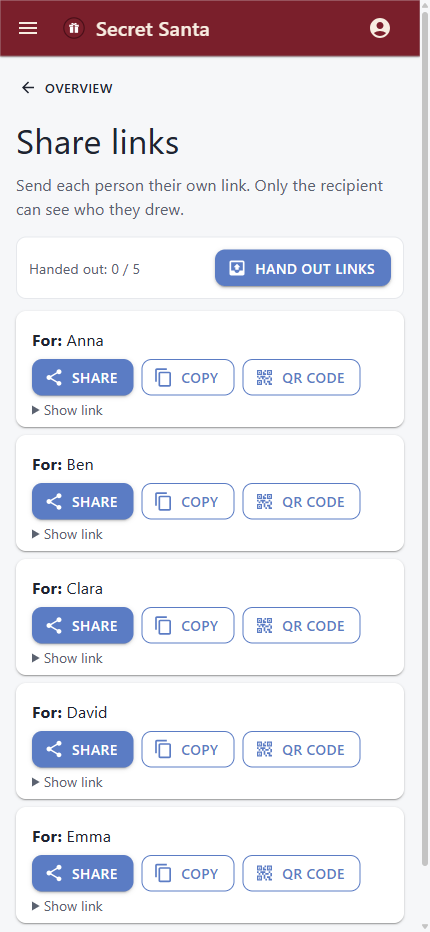 Secret Santa
OVERVIEW
Share links
Send each person their own link. Only the recipient
can see who they drew.
Handed out: 0 / 5
HAND OUT LINKS
For: Anna
SHARE COPY QR CODE
Show link
For: Ben
SHARE COPY QR CODE
Show link
For: Clara
SHARE COPY QR CODE
Show link
For: David
SHARE COPY QR CODE
Show link
For: Emma
SHARE COPY QR CODE
Show link